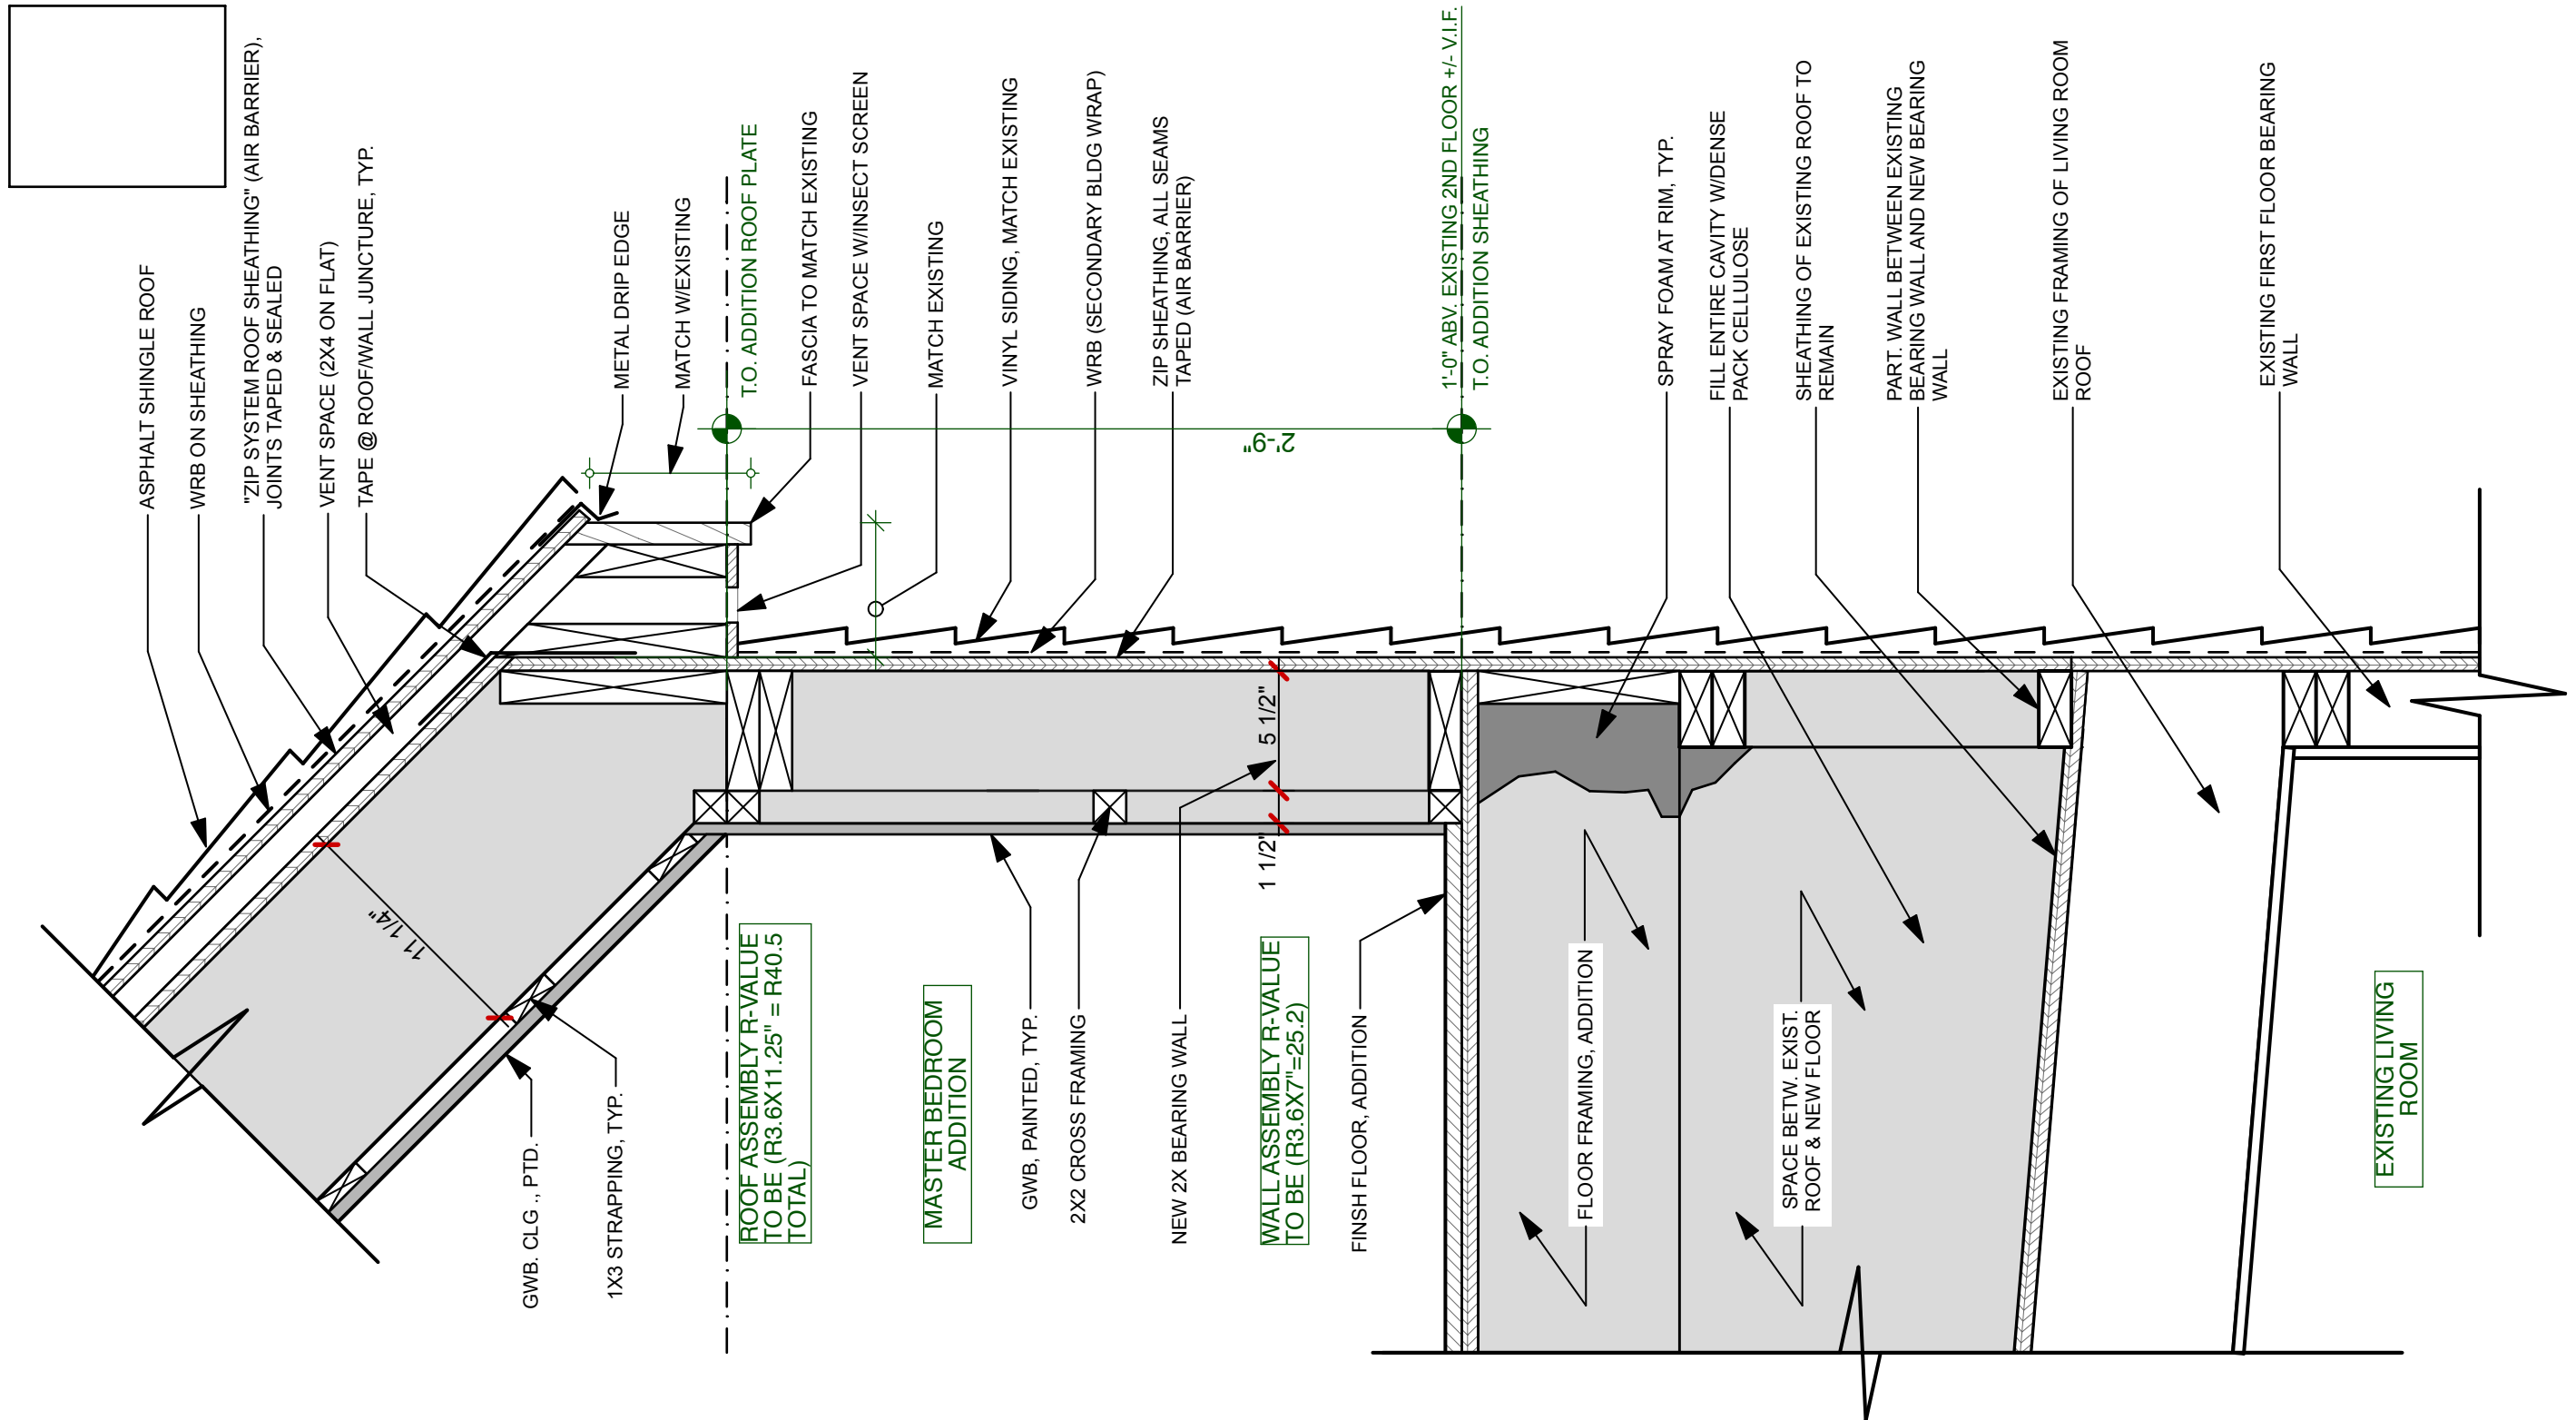 ASPHALT SHINGLE ROOF
WRB ON SHEATHING
"ZIP SYSTEM ROOF SHEATHING" (AIR BARRIER),
JOINTS TAPED & SEALED
VENT SPACE (2X4 ON FLAT)
TAPE @ ROOF/WALL JUNCTURE, TYP.
METAL DRIP EDGE
MATCH W/EXISTING
T.O. ADDITION ROOF PLATE
FASCIA TO MATCH EXISTING
VENT SPACE W/INSECT SCREEN
MATCH EXISTING
VINYL SIDING, MATCH EXISTING
WRB (SECONDARY BLDG WRAP)
ZIP SHEATHING, ALL SEAMS
TAPED (AIR BARRIER)
2'-9"
1'-0" ABV. EXISTING 2ND FLOOR +/- V.I.F.
T.O. ADDITION SHEATHING
SPRAY FOAM AT RIM, TYP.
FILL ENTIRE CAVITY W/DENSE
PACK CELLULOSE
SHEATHING OF EXISTING ROOF TO
REMAIN
PART. WALL BETWEEN EXISTING
BEARING WALL AND NEW BEARING
WALL
EXISTING FRAMING OF LIVING ROOM
ROOF
EXISTING FIRST FLOOR BEARING
WALL
11 1/4"
5 1/2"
1 1/2"
GWB. CLG ., PTD.
1X3 STRAPPING, TYP.
ROOF ASSEMBLY R-VALUE
TO BE (R3.6X11.25" = R40.5
TOTAL)
MASTER BEDROOM
ADDITION
GWB, PAINTED, TYP.
2X2 CROSS FRAMING
NEW 2X BEARING WALL
WALL ASSEMBLY R-VALUE
TO BE (R3.6X7"=25.2)
FINSH FLOOR, ADDITION
FLOOR FRAMING, ADDITION
SPACE BETW. EXIST.
ROOF & NEW FLOOR
EXISTING LIVING
ROOM